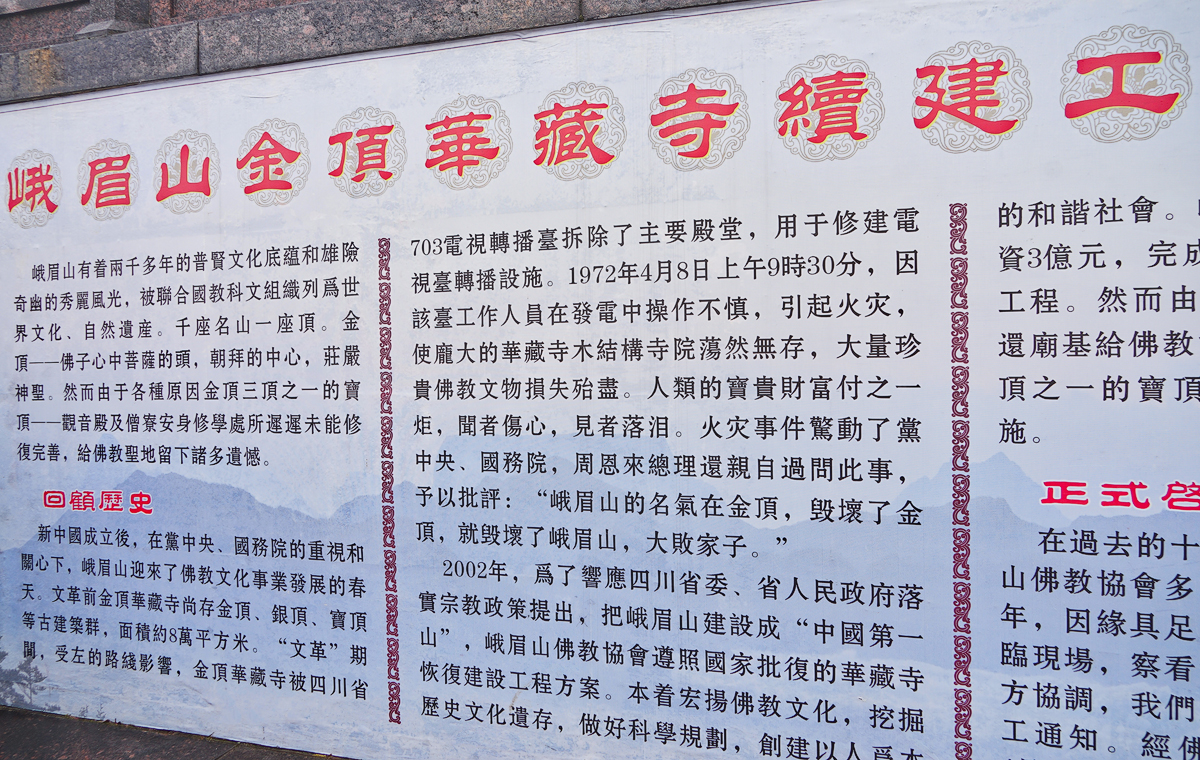 峨眉山金頂華藏寺續建工
峨眉山有着兩千多年的普賢文化底蘊和雄險
奇幽的秀麗風光，被聯合國教科文組織列爲世
界文化、自然遺産。千座名山一座頂。金
頂——佛子心中菩薩的頭，朝拜的中心，莊嚴
神聖。然而由于各種原因金頂三頂之一的寶
頂——觀音殿及僧寮安身修學處所遲遲未能修
復完善，給佛教聖地留下諸多遺憾。
回顧歷史
新中國成立後，在黨中央、國務院的重視和
關心下，峨眉山迎來了佛教文化事業發展的春
天。文革前金頂華藏寺尚存金頂、銀頂、寶頂
等古建築群，面積約8萬平方米。“文革”期
間，受左的路綫影響，金頂華藏寺被四川省
703電視轉播臺拆除了主要殿堂，用于修建電
視臺轉播設施。1972年4月8日上午9時30分，因
該臺工作人員在發電中操作不慎，引起火灾，
使龐大的華藏寺木結構寺院蕩然無存，大量珍
貴佛教文物損失殆盡。人類的寶貴財富付之一
炬，聞者傷心，見者落泪。火灾事件驚動了黨
中央、國務院，周恩來總理還親自過問此事，
予以批評：“峨眉山的名氣在金頂，毁壞了金
頂，就毁壞了峨眉山，大敗家子。”
2002年，爲了響應四川省委、省人民政府落
實宗教政策提出，把峨眉山建設成“中國第一
山”，峨眉山佛教協會遵照國家批復的華藏寺
恢復建設工程方案。本着宏揚佛教文化，挖掘
歷史文化遺存，做好科學規劃，創建以人爲本
的和諧社會。
資3億元，完成
工程。然而由
還廟基給佛教
頂之一的寶頂
施。
正式啓
在過去的十
山佛教協會多
年，因緣具足
臨現場，察看
方協調，我們
工通知。經佛